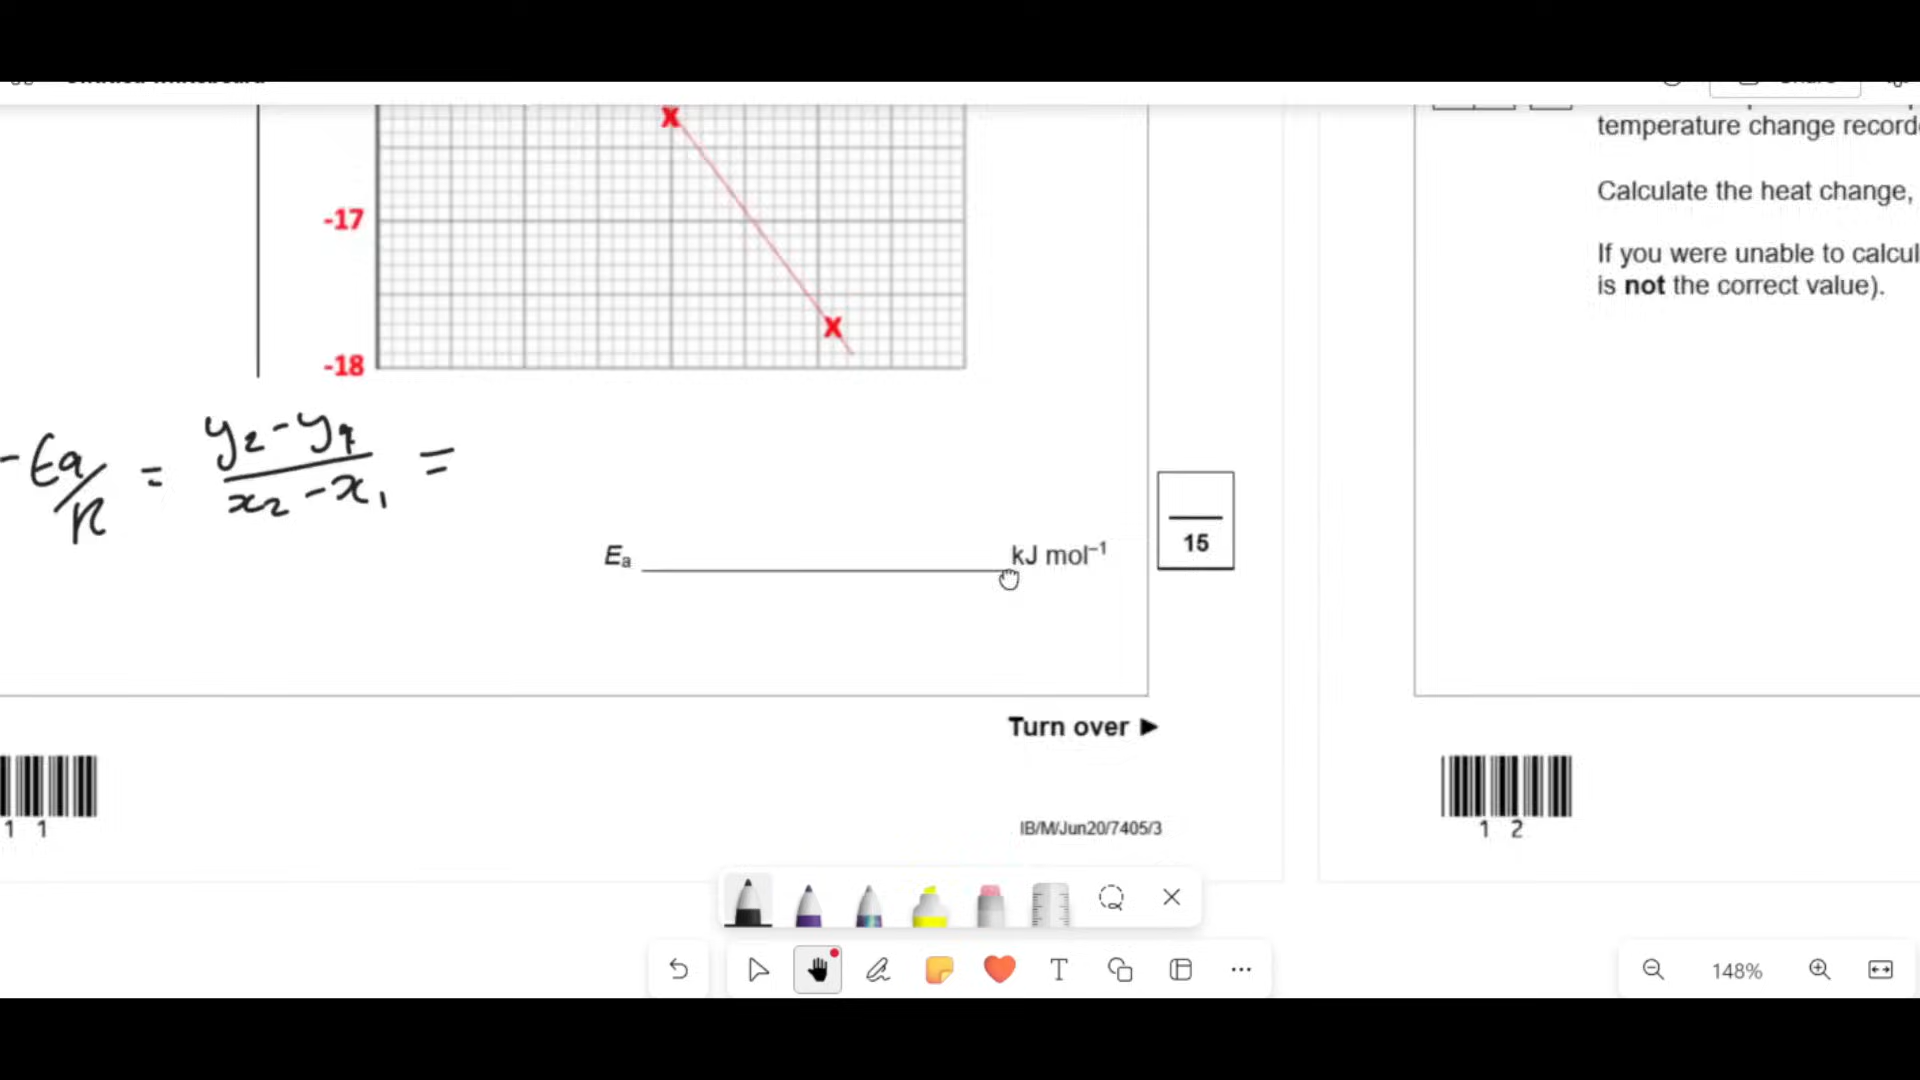 temperature change record
Calculate the heat change,
If you were unable to calcul
is not the correct value).
-17
-18
-Ea/R = y2-y1/x2-x1 =
Ea kJ mol−1
15
Turn over ►
1 1
IB/M/Jun20/7405/3
1 2
T
148%